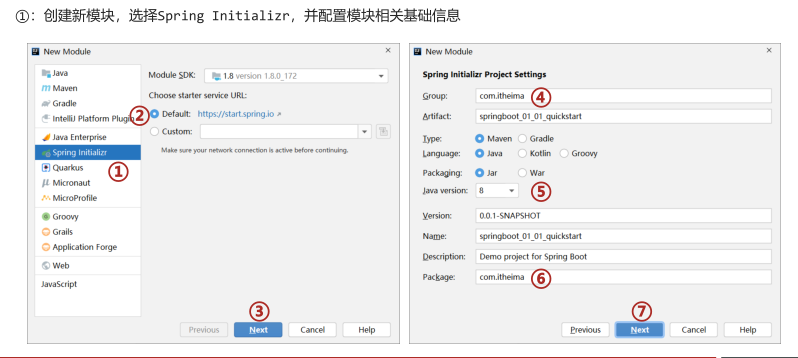 ①：创建新模块，选择Spring Initializr，并配置模块相关基础信息
New Module
Java
Maven
Gradle
IntelliJ Platform Plugin
Java Enterprise
Spring Initializr
①
Quarkus
Micronaut
MicroProfile
Groovy
Grails
Application Forge
Web
JavaScript
Module SDK: 1.8 version 1.8.0_172
Choose starter service URL:
② Default: https://start.spring.io
Custom:
Make sure your network connection is active before continuing.
③
Previous Next Cancel Help
New Module
Spring Initializr Project Settings
Group: com.itheima ④
Artifact: springboot_01_01_quickstart
Type: Maven Gradle
Language: Java Kotlin Groovy
Packaging: Jar War
Java version: 8 ⑤
Version: 0.0.1-SNAPSHOT
Name: springboot_01_01_quickstart
Description: Demo project for Spring Boot
Package: com.itheima ⑥
⑦
Previous Next Cancel Help